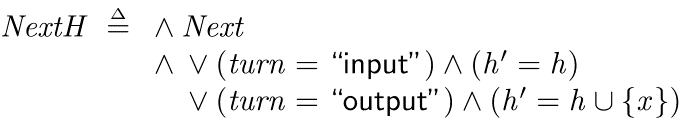 NextH ≜ ∧ Next
∧ ∨ (turn = “input”) ∧ (h′ = h)
∨ (turn = “output”) ∧ (h′ = h ∪ {x})